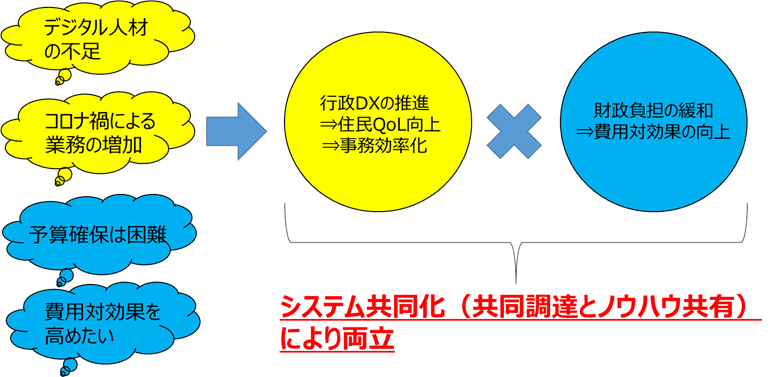 デジタル人材
の不足
コロナ禍による
業務の増加
予算確保は困難
費用対効果を
高めたい
行政DXの推進
⇒住民QoL向上
⇒事務効率化
財政負担の緩和
⇒費用対効果の向上
システム共同化（共同調達とノウハウ共有）
により両立